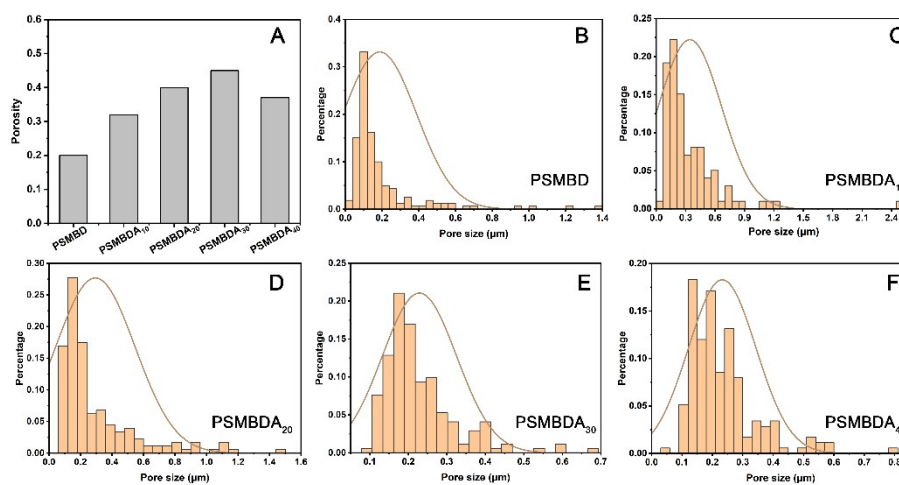 A
Porosity
0.6
0.5
0.4
0.3
0.2
0.1
0.0
PSMBD
PSMBDA10
PSMBDA20
PSMBDA30
PSMBDA40
B
Percentage
0.4
0.3
0.2
0.1
0.0
PSMBD
0.0 0.2 0.4 0.6 0.8 1.0 1.2 1.4
Pore size (μm)
C
Percentage
0.25
0.20
0.15
0.10
0.05
0.00
PSMBDA1
0.0 0.3 0.6 0.9 1.2 1.5 1.8 2.1 2.
Pore size (μm)
D
Percentage
0.30
0.25
0.20
0.15
0.10
0.05
0.00
PSMBDA20
0.0 0.2 0.4 0.6 0.8 1.0 1.2 1.4 1.6
Pore size (μm)
E
Percentage
0.25
0.20
0.15
0.10
0.05
0.00
PSMBDA30
0.1 0.2 0.3 0.4 0.5 0.6 0.7
Pore size (μm)
F
Percentage
0.20
0.15
0.10
0.05
0.00
PSMBDA4
0.0 0.1 0.2 0.3 0.4 0.5 0.6 0.7 0.8
Pore size (μm)